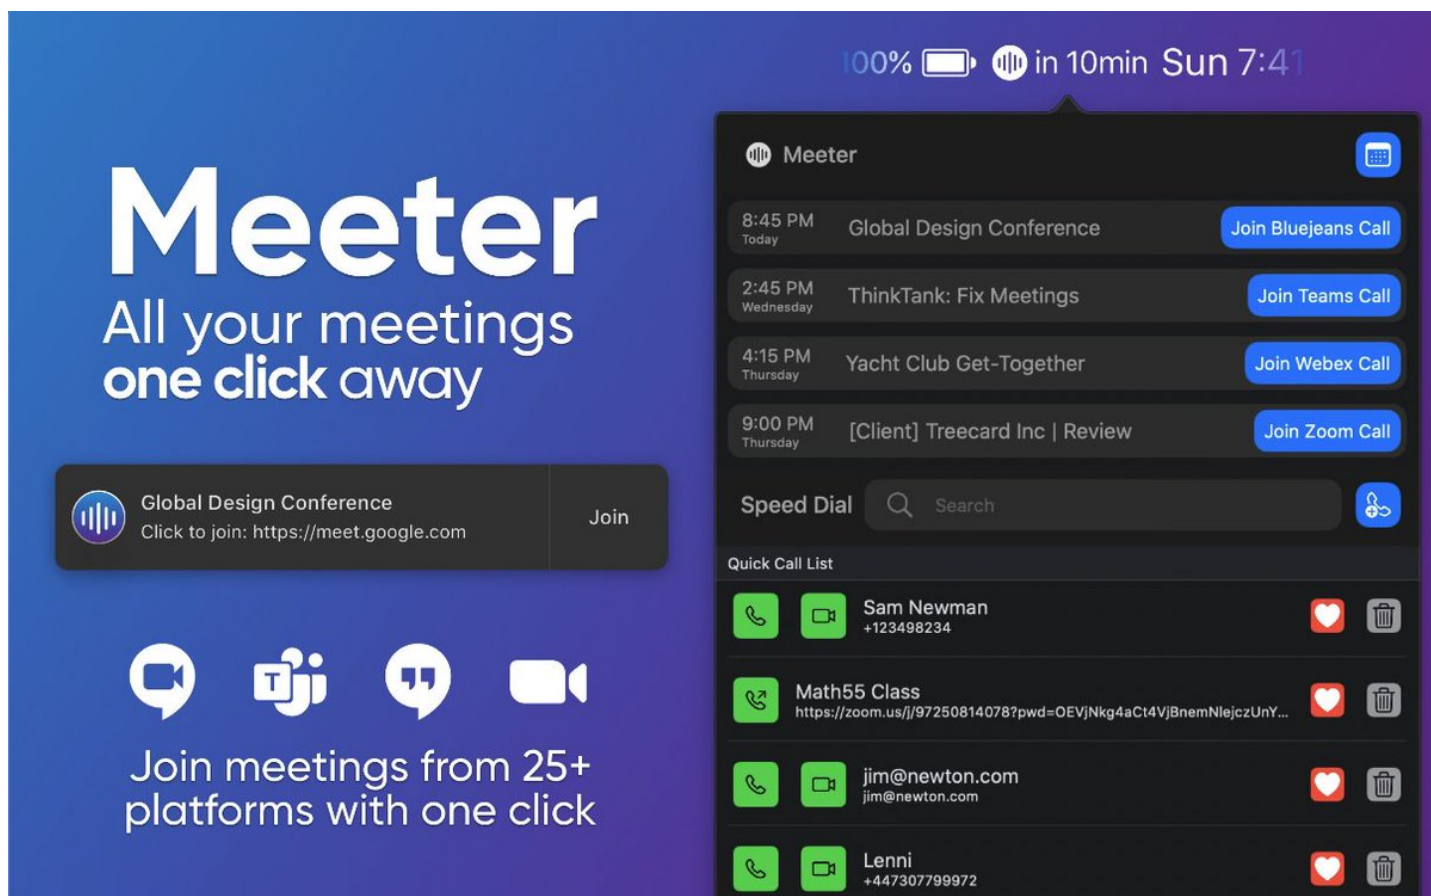 100% in 10min Sun 7:41
Meeter
All your meetings
one click away
Global Design Conference
Click to join: https://meet.google.com
Join
T
Join meetings from 25+
platforms with one click
Meeter
8:45 PM
Today
Global Design Conference
Join Bluejeans Call
2:45 PM
Wednesday
ThinkTank: Fix Meetings
Join Teams Call
4:15 PM
Thursday
Yacht Club Get-Together
Join Webex Call
9:00 PM
Thursday
[Client] Treecard Inc | Review
Join Zoom Call
Speed Dial
Search
Quick Call List
Sam Newman
+123498234
Math55 Class
https://zoom.us/j/97250814078?pwd=OEVjNkg4aCt4VjBnemNlejczUnY...
jim@newton.com
jim@newton.com
Lenni
+447307799972